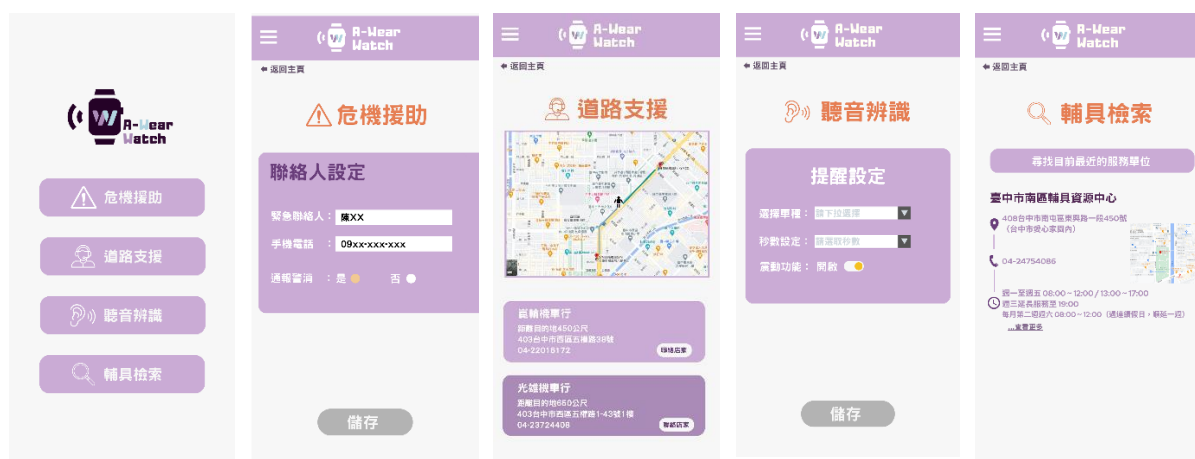 A-Wear
Watch
危機援助
道路支援
聽音辨識
輔具檢索
A-Wear
Watch
返回主頁
危機援助
聯絡人設定
緊急聯絡人：陳XX
手機電話 ：09xx-xxx-xxx
通報警消 ：是 否
儲存
A-Wear
Watch
返回主頁
道路支援
崑輪機車行
距離目的地450公尺
403台中市西區五權路38號
04-22018172
聯絡店家
光雄機車行
距離目的地650公尺
403台中市西區五權路1-43號1樓
04-23724408
聯絡店家
A-Wear
Watch
返回主頁
聽音辨識
提醒設定
選擇車種：請下拉選擇
秒數設定：請選取秒數
震動功能：開啟
儲存
A-Wear
Watch
返回主頁
輔具檢索
尋找目前最近的服務單位
臺中市南區輔具資源中心
408台中市南屯區東興路一段450號
（台中市愛心家園內）
04-24754086
週一至週五 08:00-12:00 / 13:00-17:00
週三延長服務至19:00
每月第二週週六 08:00-12:00（遇連續假日，順延一週）
...查看更多